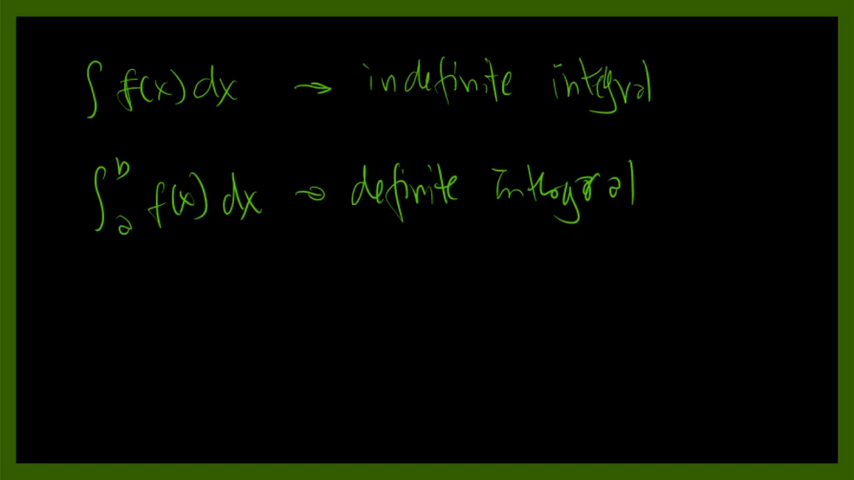 ∫ f(x) dx → indefinite integral
∫ₐᵇ f(x) dx → definite integral